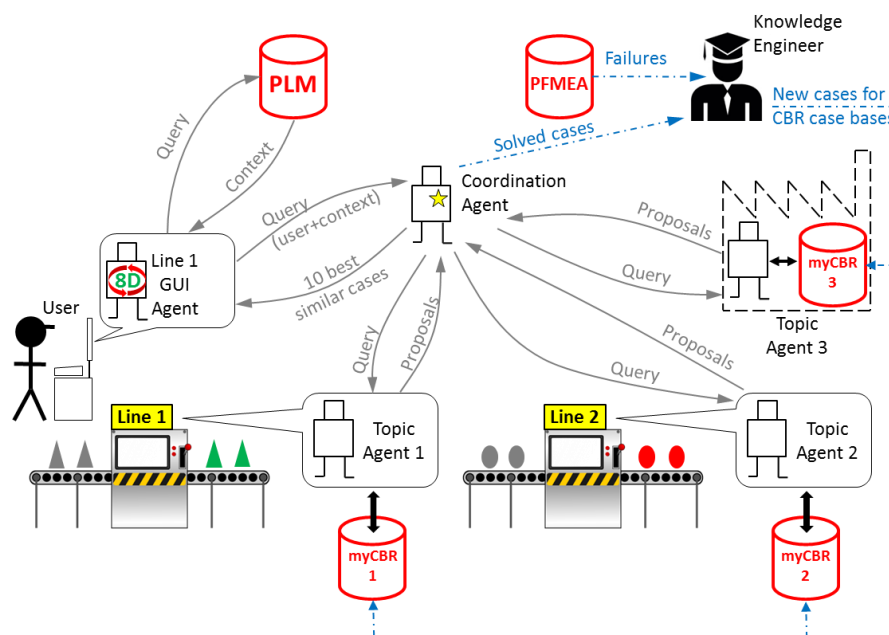 Knowledge
Engineer
PLM
PFMEA
Failures
New cases for
CBR case bases
Solved cases
Query
Context
Query
(user+context)
Coordination
Agent
10 best
similar cases
Proposals
Query
myCBR
3
Topic
Agent 3
8D
Line 1
GUI
Agent
User
Query
Proposals
Proposals
Query
Line 1
Topic
Agent 1
Line 2
Topic
Agent 2
myCBR
1
myCBR
2